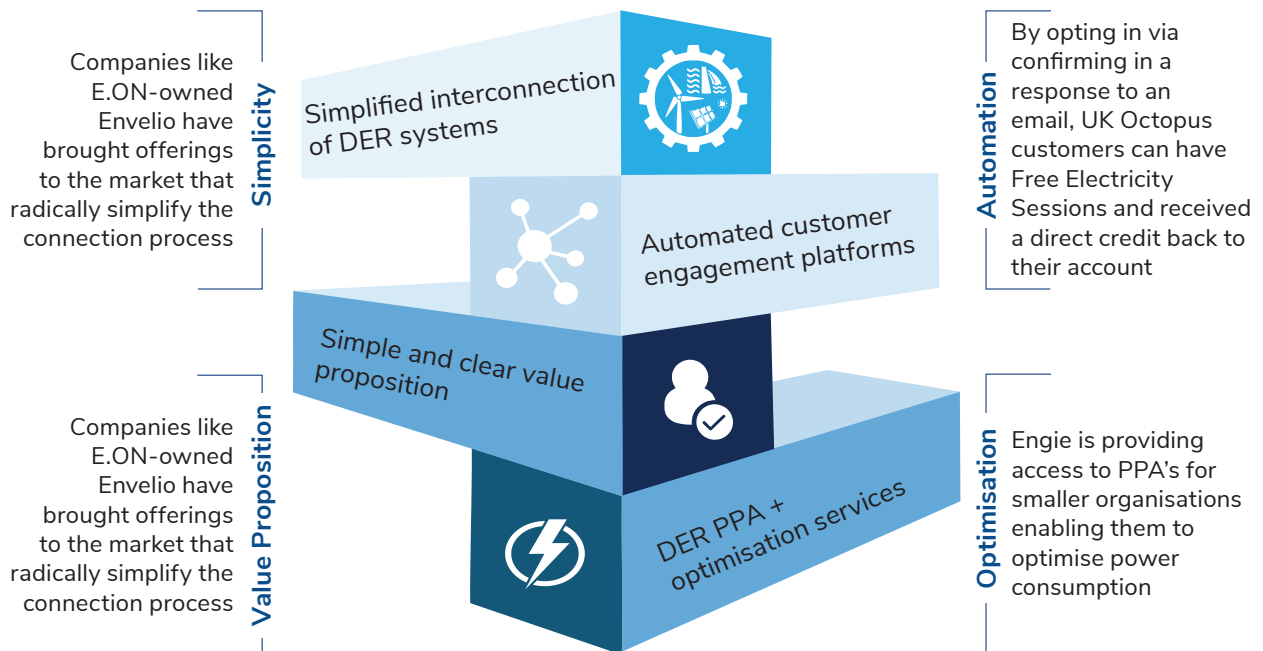 Companies like
E.ON-owned
Envelio have
brought offerings
to the market that
radically simplify the
connection process
Simplicity
Simplified interconnection
of DER systems
Automation
By opting in via
confirming in a
response to an
email, UK Octopus
customers can have
Free Electricity
Sessions and received
a direct credit back to
their account
Automated customer
engagement platforms
Simple and clear value
proposition
Companies like
E.ON-owned
Envelio have
brought offerings
to the market that
radically simplify the
connection process
Value Proposition
DER PPA +
optimisation services
Optimisation
Engie is providing
access to PPA’s for
smaller organisations
enabling them to
optimise power
consumption